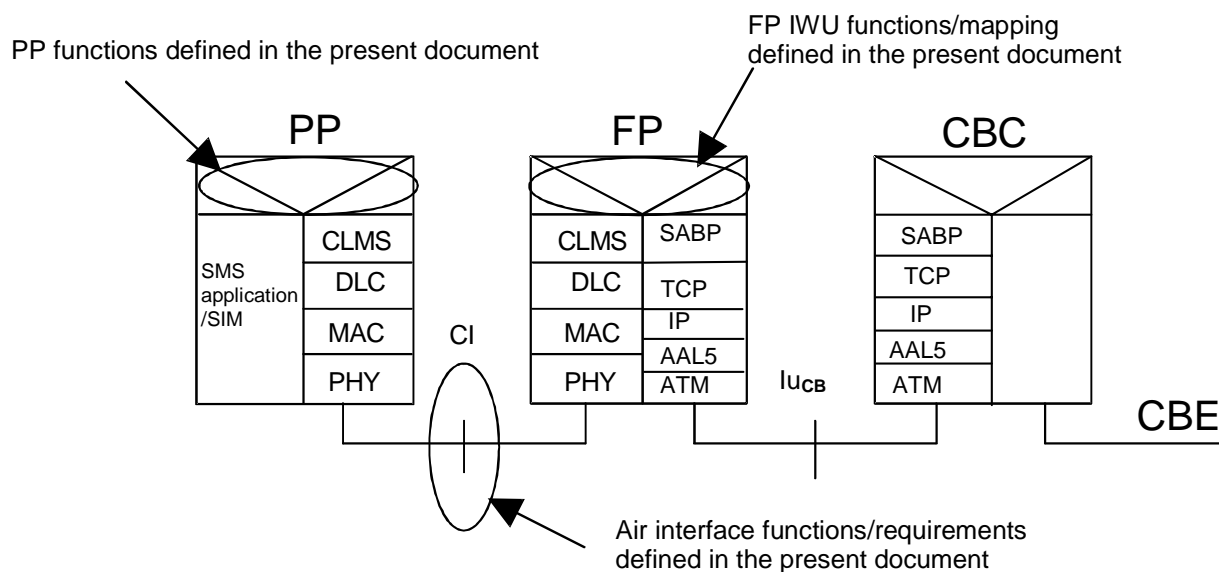 PP functions defined in the present document
FP IWU functions/mapping
defined in the present document
PP
FP
CBC
SMS
application
/SIM
CLMS
DLC
MAC
PHY
CI
CLMS
DLC
MAC
PHY
SABP
TCP
IP
AAL5
ATM
IuCB
SABP
TCP
IP
AAL5
ATM
CBE
Air interface functions/requirements
defined in the present document